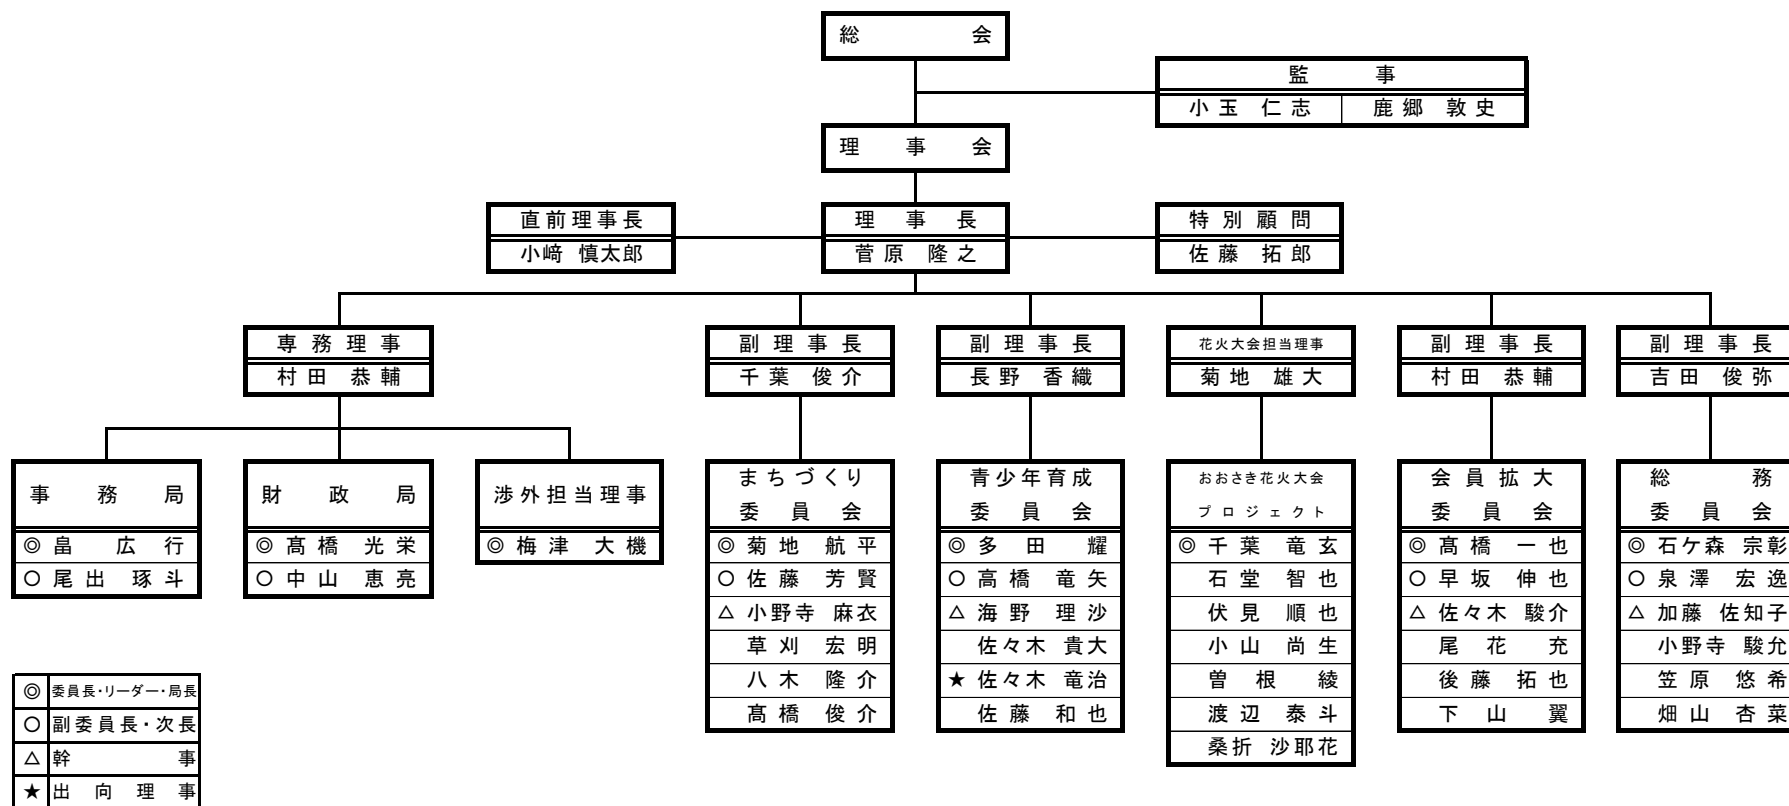 総会
監事
小玉 仁志 鹿郷 敦史
理事会
直前理事長
小﨑 慎太郎
理事長
菅原 隆之
特別顧問
佐藤 拓郎
専務理事
村田 恭輔
副理事長
千葉 俊介
副理事長
長野 香織
花火大会担当理事
菊地 雄大
副理事長
村田 恭輔
副理事長
吉田 俊弥
事務局
◎ 畠 広行
○ 尾出 琢斗
財政局
◎ 髙橋 光栄
○ 中山 恵亮
渉外担当理事
◎ 梅津 大機
まちづくり
委員会
◎ 菊地 航平
○ 佐藤 芳賢
△ 小野寺 麻衣
草刈 宏明
八木 隆介
髙橋 俊介
青少年育成
委員会
◎ 多田 耀
○ 高橋 竜矢
△ 海野 理沙
佐々木 貴大
★ 佐々木 竜治
佐藤 和也
おおさき花火大会
プロジェクト
◎ 千葉 竜玄
石堂 智也
伏見 順也
小山 尚生
曽根 綾
渡辺 泰斗
桑折 沙耶花
会員拡大
委員会
◎ 髙橋 一也
○ 早坂 伸也
△ 佐々木 駿介
尾花 充
後藤 拓也
下山 翼
総務
委員会
◎ 石ケ森 宗彰
○ 泉澤 宏逸
△ 加藤 佐知子
小野寺 駿允
笠原 悠希
畑山 杏菜
◎ 委員長・リーダー・局長
○ 副委員長・次長
△ 幹事
★ 出向理事